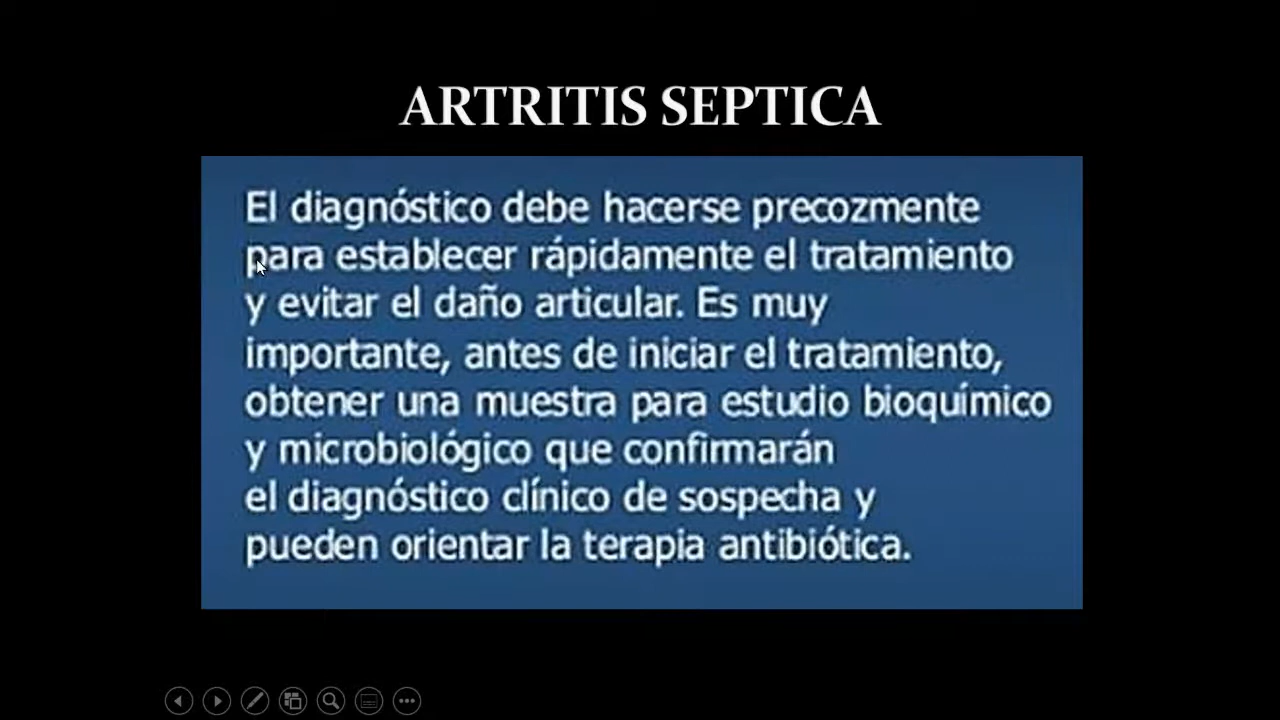 ARTRITIS SEPTICA
El diagnóstico debe hacerse precozmente
para establecer rápidamente el tratamiento
y evitar el daño articular. Es muy
importante, antes de iniciar el tratamiento,
obtener una muestra para estudio bioquímico
y microbiológico que confirmarán
el diagnóstico clínico de sospecha y
pueden orientar la terapia antibiótica.